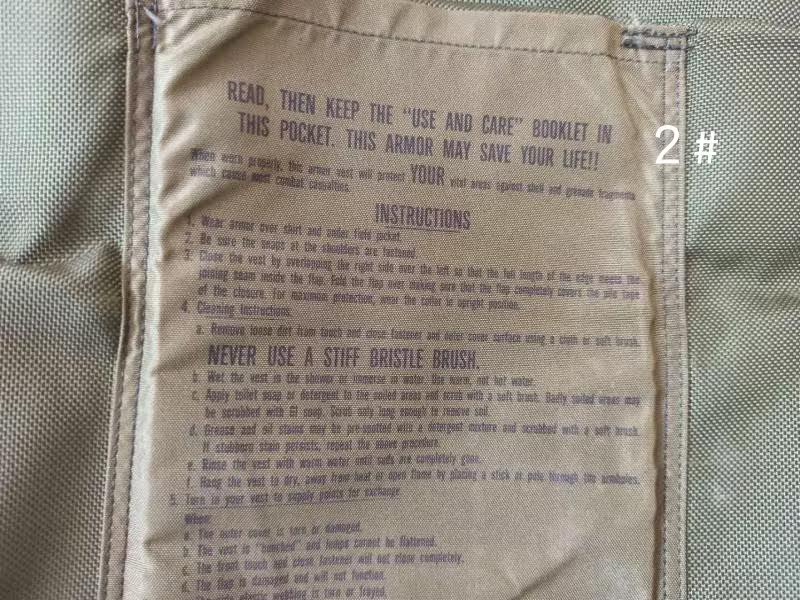 READ, THEN KEEP THE "USE AND CARE" BOOKLET IN
THIS POCKET. THIS ARMOR MAY SAVE YOUR LIFE!!
2 #
When worn properly, this armor vest will protect YOUR vital areas against shell and grenade fragments
which cause most combat casualties.
INSTRUCTIONS
1. Wear armor over shirt and under field jacket.
2. Be sure the snaps at the shoulders are fastened.
3. Close the vest by overlapping the right side over the left so that the full length of the edge meets the
joining seam inside the flap. Fold the flap over making sure that the flap completely covers the pile tape
of the closure. For maximum protection, wear the collar in upright position.
4. Cleaning Instructions:
a. Remove loose dirt from touch and close fastener and outer cover surface using a cloth or soft brush.
NEVER USE A STIFF BRISTLE BRUSH.
b. Wet the vest in the shower or immerse in water. Use warm, not hot water.
c. Apply toilet soap or detergent to the soiled areas and scrub with a soft brush. Badly soiled areas may
be scrubbed with GI soap. Scrub only long enough to remove soil.
d. Grease and oil stains may be pre-spotted with a detergent mixture and scrubbed with a soft brush.
If stubborn stain persists, repeat the above procedure.
e. Rinse the vest with warm water until suds are completely gone.
f. Hang the vest to dry, away from heat or open flame by placing a stick or pole through the armholes.
5. Turn in your vest to supply points for exchange
When:
a. The outer cover is torn or damaged.
b. The vest is "bunched" and lumps cannot be flattened.
c. The front touch and close fastener will not close completely.
d. The flap is damaged and will not function.
elastic webbing is torn or frayed.